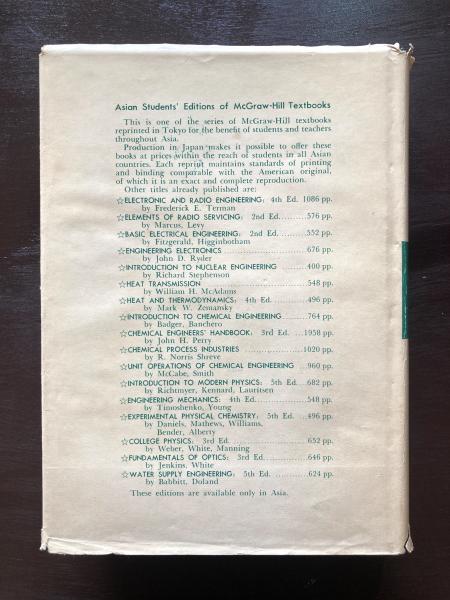 Asian Students' Editions of McGraw-Hill Textbooks
This is one of the series of McGraw-Hill textbooks
reprinted in Tokyo for the benefit of students and teachers
throughout Asia.
Production in Japan makes it possible to offer these
books at prices within the reach of students in all Asian
countries. Each reprint maintains standards of printing
and binding comparable with the American original,
of which it is an exact and complete reproduction.
Other titles already published are:
☆ELECTRONIC AND RADIO ENGINEERING: 4th Ed. 1086 pp.
by Frederick E. Terman
☆ELEMENTS OF RADIO SERVICING: 2nd Ed..........576 pp.
by Marcus, Levy
☆BASIC ELECTRICAL ENGINEERING: 2nd Ed. .........552 pp.
by Fitzgerald, Higginbotham
☆ENGINEERING ELECTRONICS ..............................676 pp.
by John D. Ryder
☆INTRODUCTION TO NUCLEAR ENGINEERING ..........400 pp.
by Richard Stephenson
☆HEAT TRANSMISSION ..............................548 pp.
by William H. McAdams
☆HEAT AND THERMODYNAMICS: 4th Ed. ............496 pp.
by Mark W. Zemansky
☆INTRODUCTION TO CHEMICAL ENGINEERING .........764 pp.
by Badger, Banchero
☆CHEMICAL ENGINEERS' HANDBOOK: 3rd Ed. ...1958 pp.
by John H. Perry
☆CHEMICAL PROCESS INDUSTRIES ..................1020 pp.
by R. Norris Shreve
☆UNIT OPERATIONS OF CHEMICAL ENGINEERING ...960 pp.
by McCabe, Smith
☆INTRODUCTION TO MODERN PHYSICS: 5th Ed...682 pp.
by Richtmyer, Kennard, Lauritsen
☆ENGINEERING MECHANICS: 4th Ed..................548 pp.
by Timoshenko, Young
☆EXPERIMENTAL PHYSICAL CHEMISTRY: 5th Ed. ...496 pp.
by Daniels, Mathews, Williams,
Bender, Alberty
☆COLLEGE PHYSICS: 3rd Ed. .......................652 pp.
by Weber, White, Manning
☆FUNDAMENTALS OF OPTICS: 3rd Ed. ..............646 pp.
by Jenkins, White
☆WATER SUPPLY ENGINEERING: 5th Ed. ............624 pp.
by Babbitt, Doland
These editions are available only in Asia.